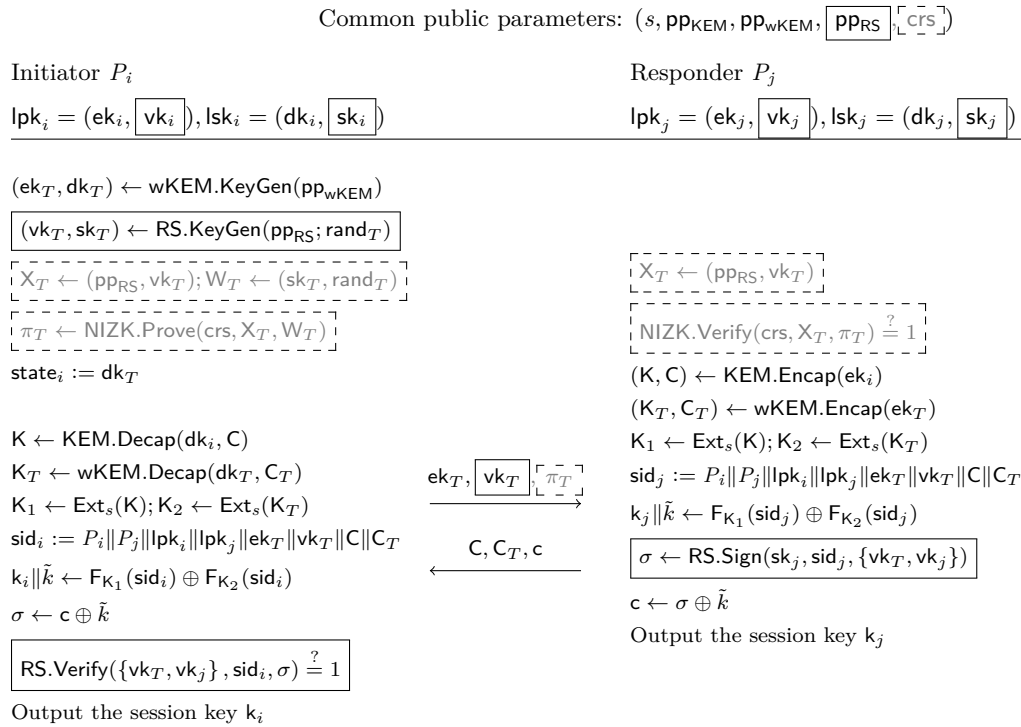 Common public parameters: (s, pp_KEM, pp_wKEM, pp_RS, crs)
Initiator P_i
Responder P_j
lpk_i = (ek_i, vk_i), lsk_i = (dk_i, sk_i)
lpk_j = (ek_j, vk_j), lsk_j = (dk_j, sk_j)
(ek_T, dk_T) ← wKEM.KeyGen(pp_wKEM)
(vk_T, sk_T) ← RS.KeyGen(pp_RS; rand_T)
X_T ← (pp_RS, vk_T); W_T ← (sk_T, rand_T)
π_T ← NIZK.Prove(crs, X_T, W_T)
state_i := dk_T
K ← KEM.Decap(dk_i, C)
K_T ← wKEM.Decap(dk_T, C_T)
K_1 ← Ext_s(K); K_2 ← Ext_s(K_T)
sid_i := P_i‖P_j‖lpk_i‖lpk_j‖ek_T‖vk_T‖C‖C_T
k_i‖k̃ ← F_{K_1}(sid_i) ⊕ F_{K_2}(sid_i)
σ ← c ⊕ k̃
RS.Verify({vk_T, vk_j}, sid_i, σ) ≟ 1
Output the session key k_i
ek_T, vk_T, π_T
C, C_T, c
X_T ← (pp_RS, vk_T)
NIZK.Verify(crs, X_T, π_T) ≟ 1
(K, C) ← KEM.Encap(ek_i)
(K_T, C_T) ← wKEM.Encap(ek_T)
K_1 ← Ext_s(K); K_2 ← Ext_s(K_T)
sid_j := P_i‖P_j‖lpk_i‖lpk_j‖ek_T‖vk_T‖C‖C_T
k_j‖k̃ ← F_{K_1}(sid_j) ⊕ F_{K_2}(sid_j)
σ ← RS.Sign(sk_j, sid_j, {vk_T, vk_j})
c ← σ ⊕ k̃
Output the session key k_j